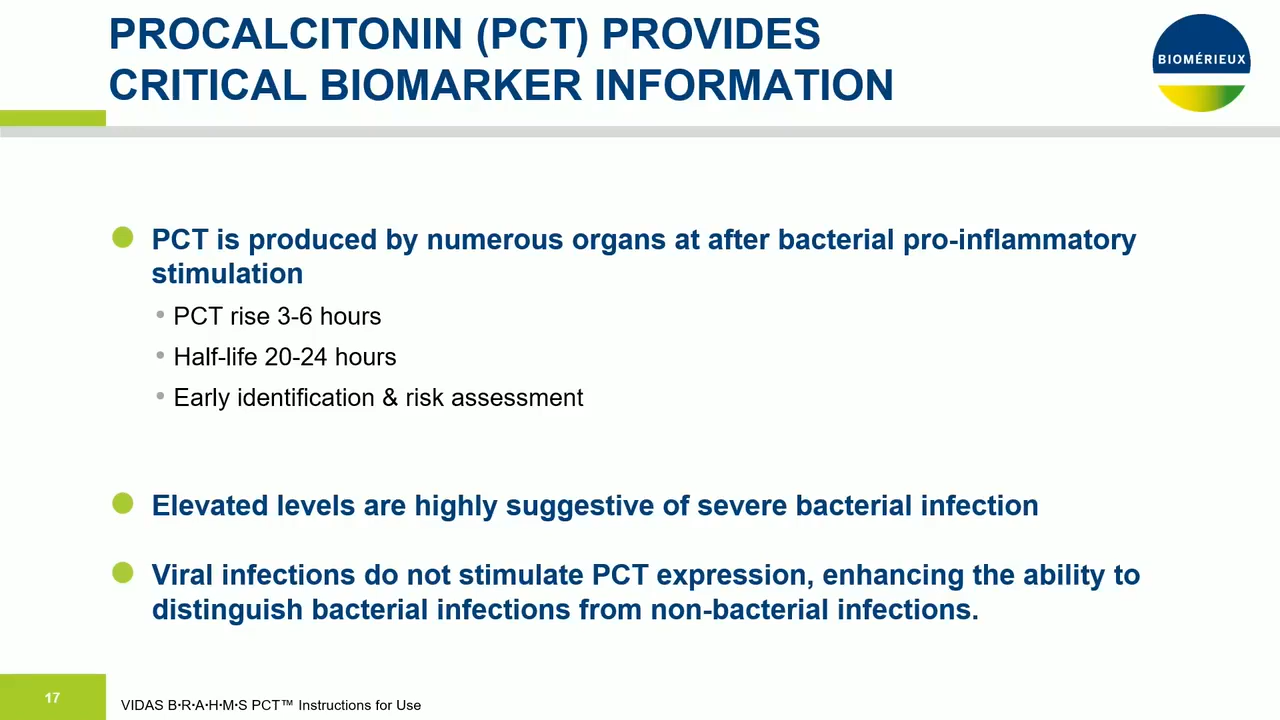 PROCALCITONIN (PCT) PROVIDES
CRITICAL BIOMARKER INFORMATION
BIOMÉRIEUX
PCT is produced by numerous organs at after bacterial pro-inflammatory
stimulation
PCT rise 3-6 hours
Half-life 20-24 hours
Early identification & risk assessment
Elevated levels are highly suggestive of severe bacterial infection
Viral infections do not stimulate PCT expression, enhancing the ability to
distinguish bacterial infections from non-bacterial infections.
17
VIDAS B·R·A·H·M·S PCT™ Instructions for Use